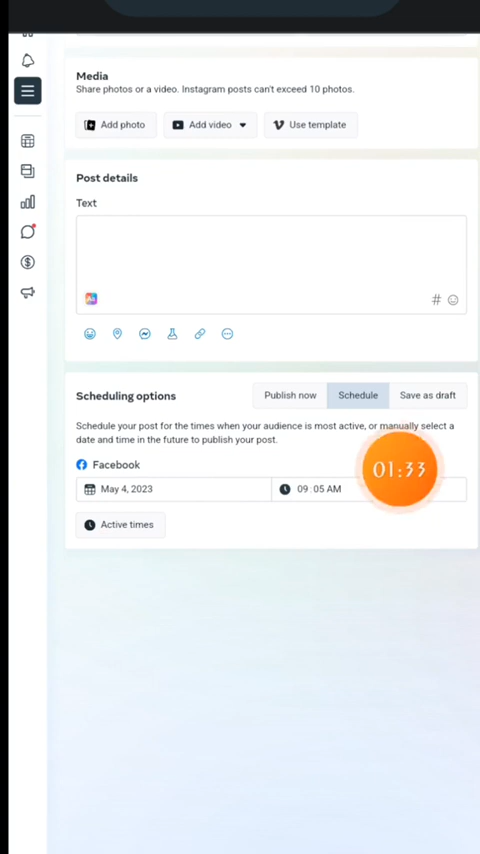 Media
Share photos or a video. Instagram posts can't exceed 10 photos.
Add photo
Add video
Use template
Post details
Text
#
Scheduling options
Publish now
Schedule
Save as draft
Schedule your post for the times when your audience is most active, or manually select a
date and time in the future to publish your post.
Facebook
May 4, 2023
09:05 AM
01:33
Active times